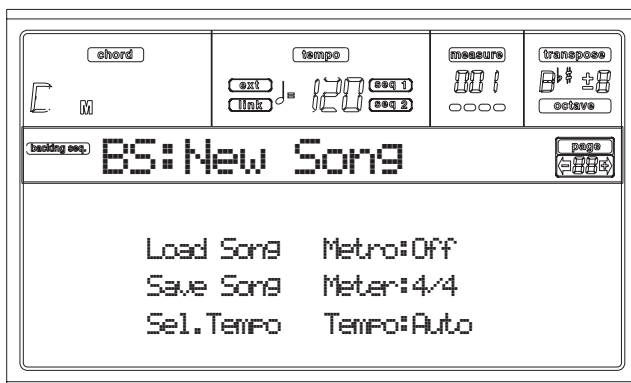 chord tempo measure transpose
ext seq 1
C M ♩= 120 001 B♭♯ ±8
link seq 2 octave
backing seq. BS:New Song page
88
Load Song Metro:Off
Save Song Meter:4/4
Sel.Tempo Tempo:Auto